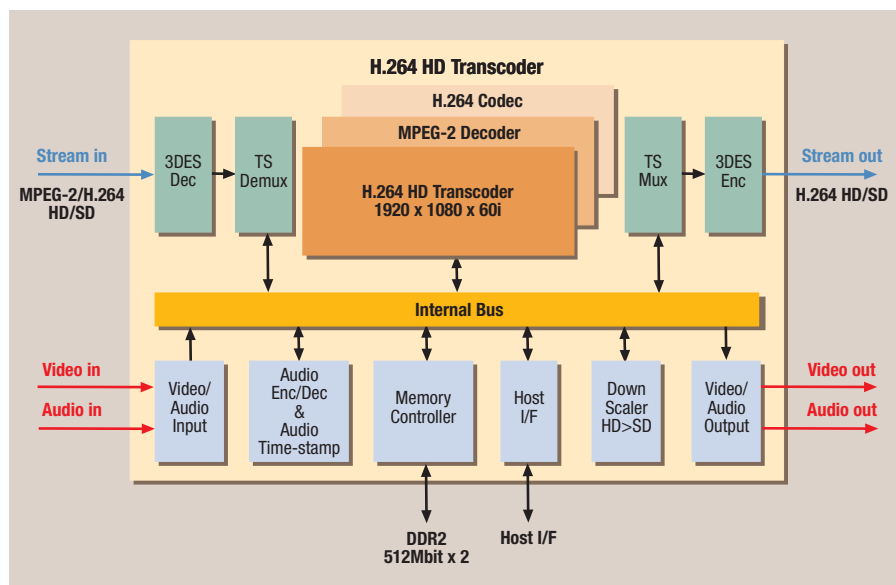 H.264 HD Transcoder
H.264 Codec
MPEG-2 Decoder
H.264 HD Transcoder
1920 x 1080 x 60i
Stream in
MPEG-2/H.264
HD/SD
3DES
Dec
TS
Demux
TS
Mux
3DES
Enc
Stream out
H.264 HD/SD
Internal Bus
Video in
Audio in
Video/
Audio
Input
Audio
Enc/Dec
&
Audio
Time-stamp
Memory
Controller
Host
I/F
Down
Scaler
HD>SD
Video/
Audio
Output
Video out
Audio out
DDR2
512Mbit x 2
Host I/F